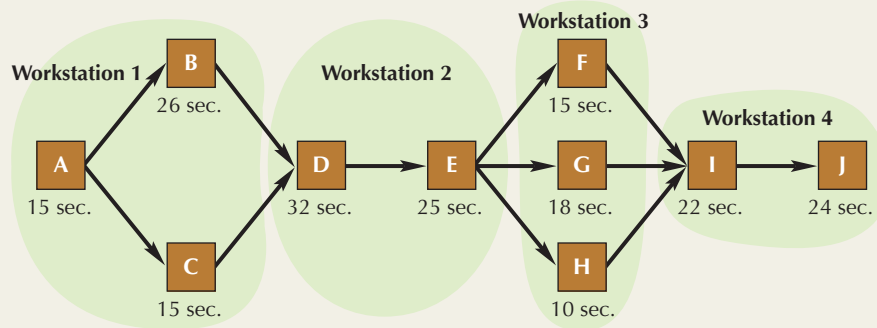 Workstation 3
Workstation 1
B
26 sec.
Workstation 2
F
15 sec.
Workstation 4
A
15 sec.
D
32 sec.
E
25 sec.
G
18 sec.
I
22 sec.
J
24 sec.
C
15 sec.
H
10 sec.